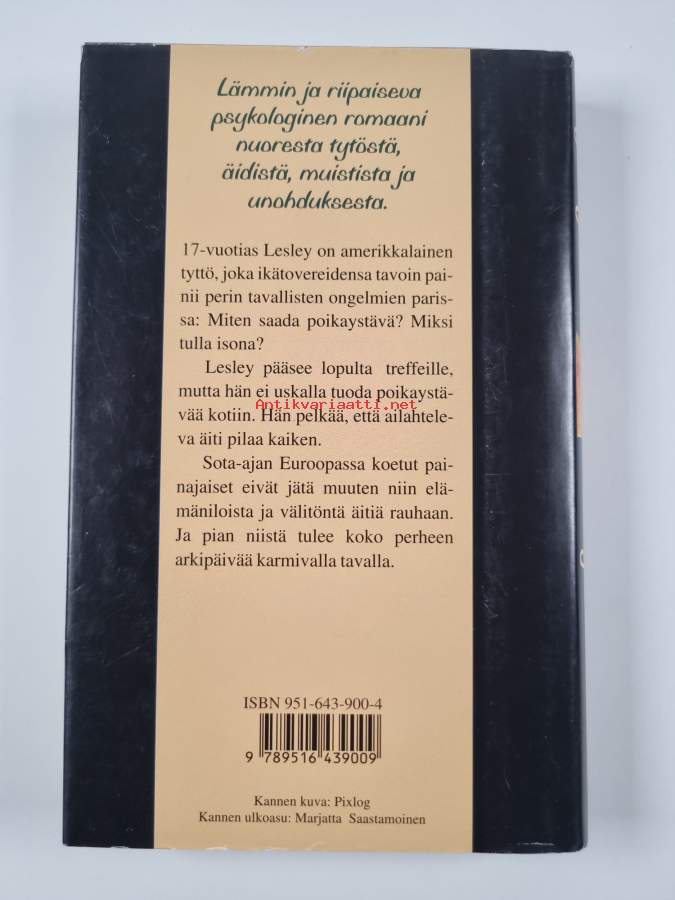 Lämmin ja riipaiseva
psykologinen romaani
nuoresta tytöstä,
äidistä, muistista ja
unohduksesta.
17-vuotias Lesley on amerikkalainen
tyttö, joka ikätovereidensa tavoin pai-
nii perin tavallisten ongelmien paris-
sa: Miten saada poikaystävä? Miksi
tulla isona?
Lesley pääsee lopulta treffeille,
mutta hän ei uskalla tuoda poikaystä-
vää kotiin. Hän pelkää, että ailahtele-
va äiti pilaa kaiken.
Antikvariaatti.net
Sota-ajan Euroopassa koetut pai-
najaiset eivät jätä muuten niin elä-
mäniloista ja välitöntä äitiä rauhaan.
Ja pian niistä tulee koko perheen
arkipäivää karmivalla tavalla.
ISBN 951-643-900-4
9 789516 439009
Kannen kuva: Pixlog
Kannen ulkoasu: Marjatta Saastamoinen